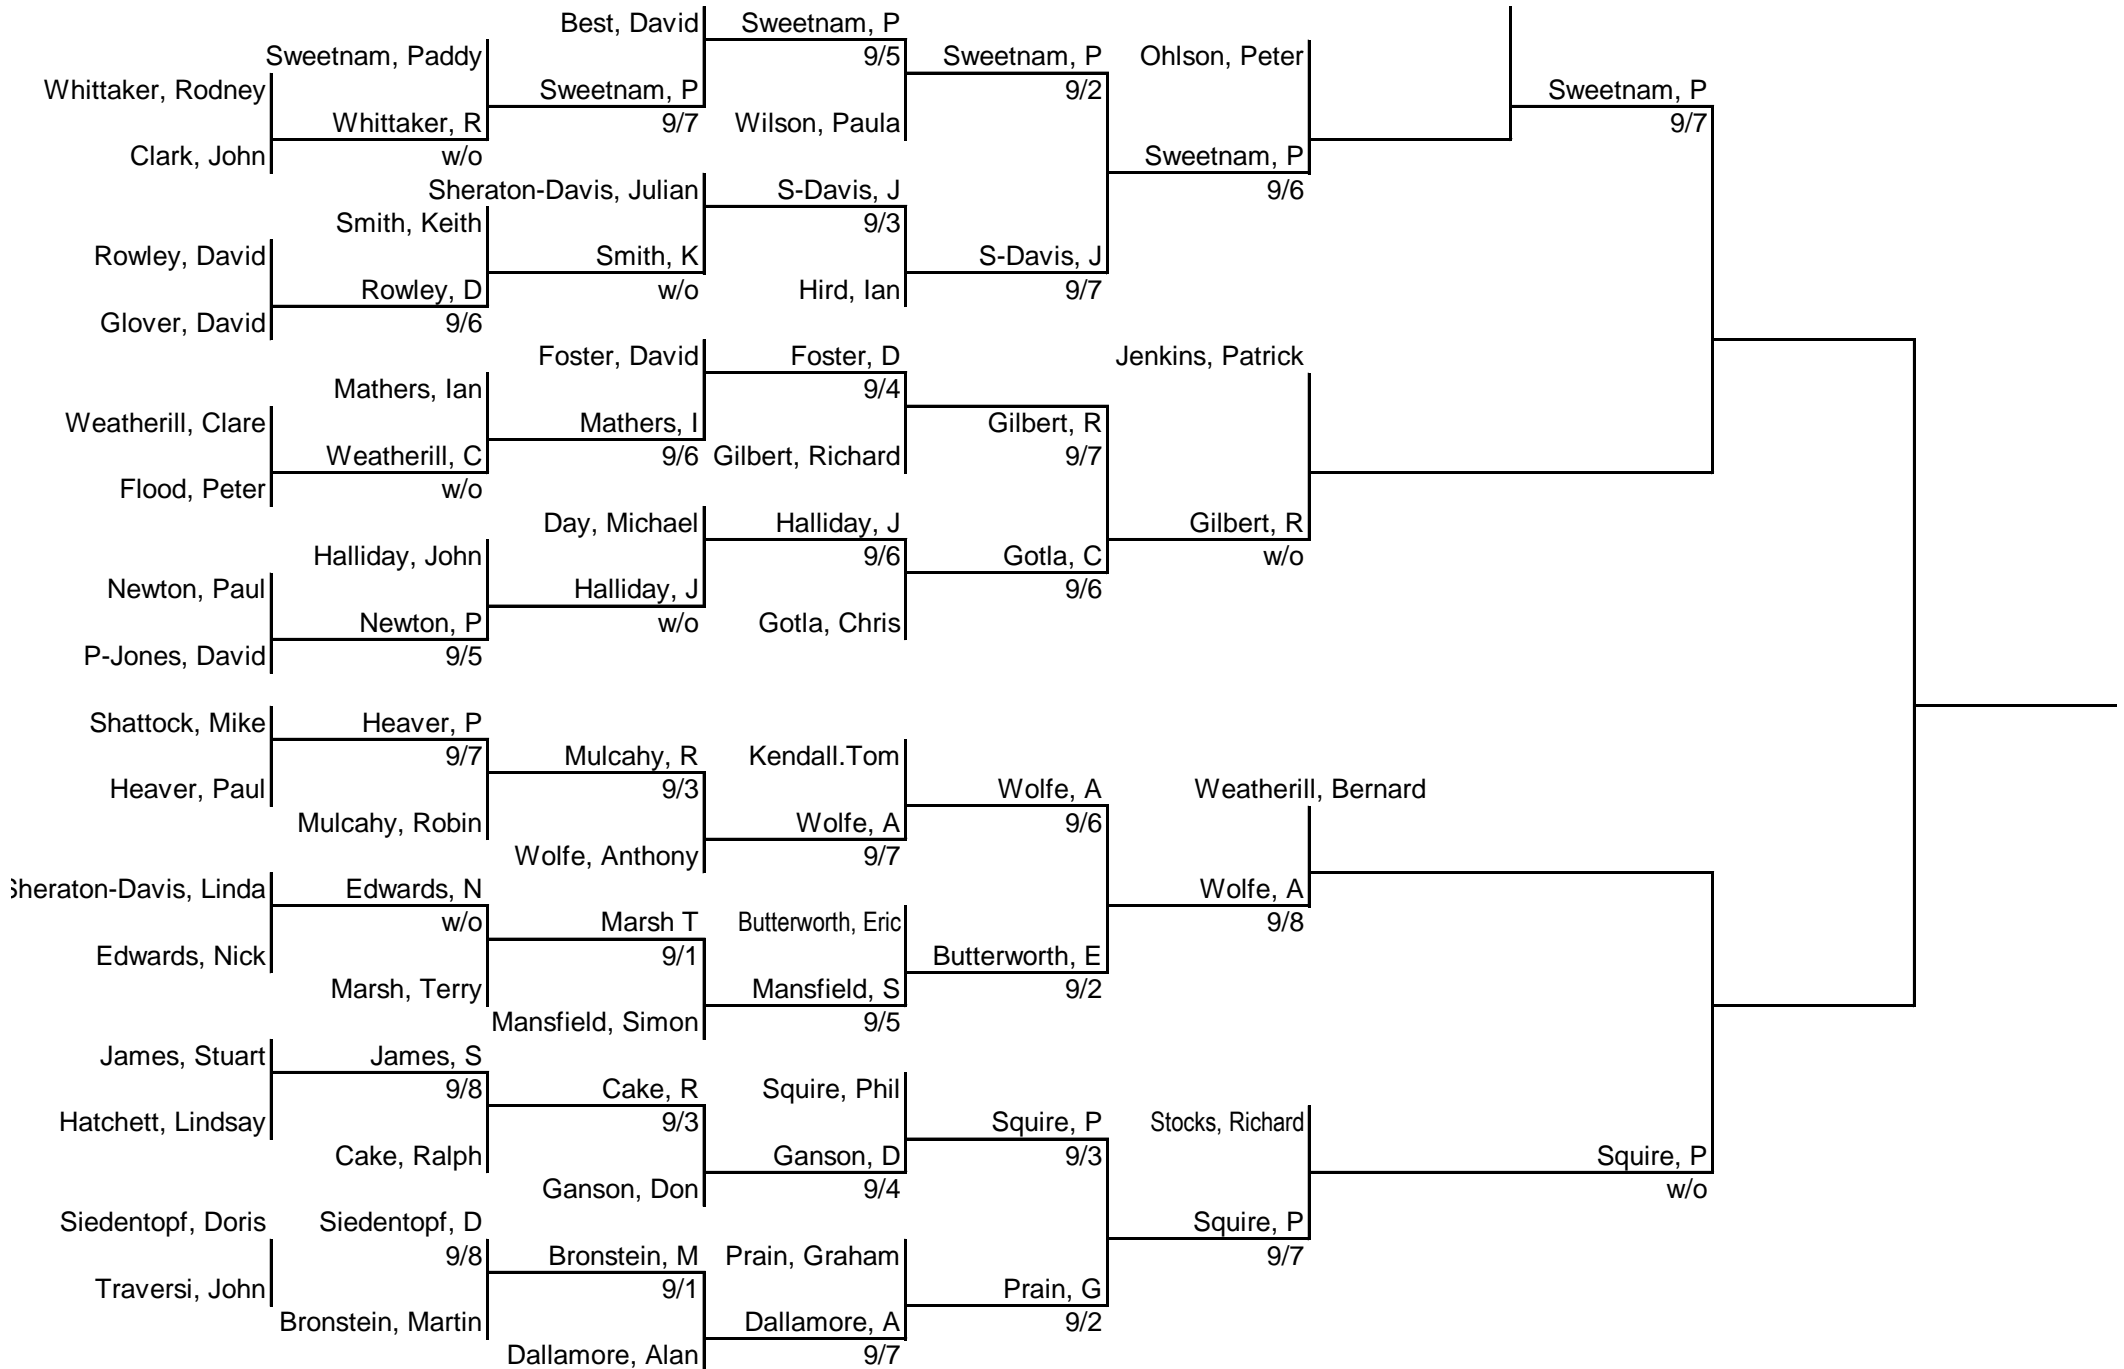 Best, David
Sweetnam, P
Sweetnam, Paddy
9/5
Sweetnam, P
Ohlson, Peter
Whittaker, Rodney
Sweetnam, P
9/2
Sweetnam, P
Whittaker, R
9/7
Wilson, Paula
9/7
Clark, John
w/o
Sweetnam, P
Sheraton-Davis, Julian
S-Davis, J
9/6
Smith, Keith
9/3
Rowley, David
Smith, K
S-Davis, J
Rowley, D
w/o
Hird, Ian
9/7
Glover, David
9/6
Foster, David
Foster, D
Jenkins, Patrick
Mathers, Ian
9/4
Weatherill, Clare
Mathers, I
Gilbert, R
Weatherill, C
9/6
Gilbert, Richard
9/7
Flood, Peter
w/o
Day, Michael
Halliday, J
Gilbert, R
Halliday, John
9/6
Gotla, C
w/o
Newton, Paul
Halliday, J
9/6
Newton, P
w/o
Gotla, Chris
P-Jones, David
9/5
Shattock, Mike
Heaver, P
9/7
Mulcahy, R
Kendall.Tom
Heaver, Paul
9/3
Wolfe, A
Weatherill, Bernard
Mulcahy, Robin
Wolfe, A
9/6
Wolfe, Anthony
9/7
Sheraton-Davis, Linda
Edwards, N
Wolfe, A
w/o
Marsh T
Butterworth, Eric
9/8
Edwards, Nick
9/1
Butterworth, E
Marsh, Terry
Mansfield, S
9/2
Mansfield, Simon
9/5
James, Stuart
James, S
9/8
Cake, R
Squire, Phil
Hatchett, Lindsay
9/3
Squire, P
Stocks, Richard
Cake, Ralph
Ganson, D
9/3
Squire, P
Ganson, Don
9/4
w/o
Siedentopf, Doris
Siedentopf, D
Squire, P
9/8
Bronstein, M
Prain, Graham
9/7
Traversi, John
9/1
Prain, G
Bronstein, Martin
Dallamore, A
9/2
Dallamore, Alan
9/7